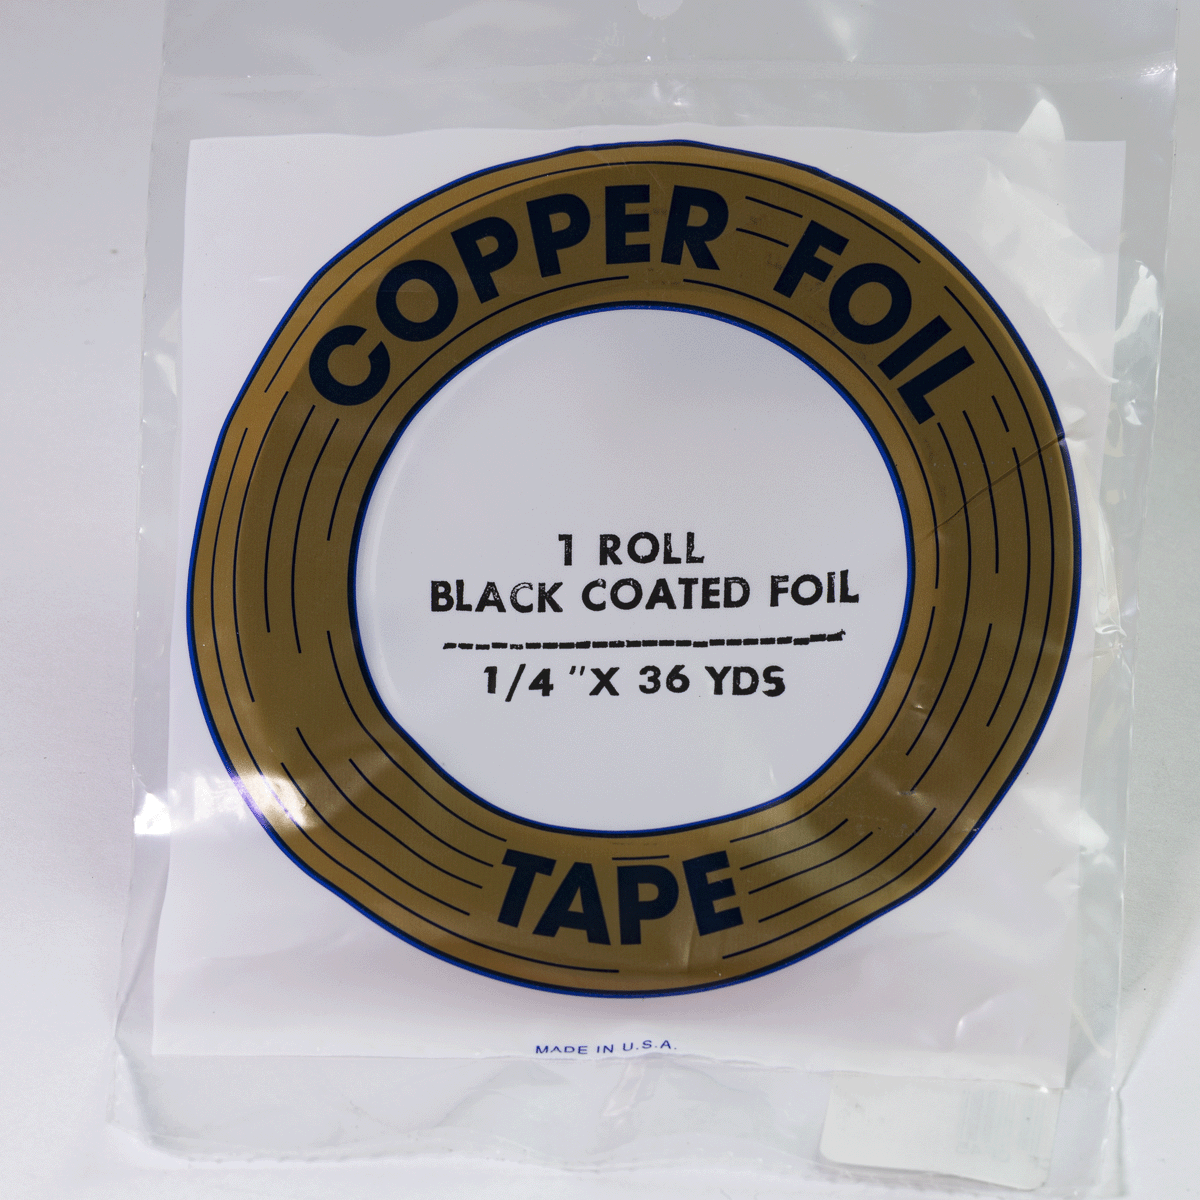 COPPER FOIL
1 ROLL
BLACK COATED FOIL
1/4 "X 36 YDS
TAPE
MADE IN U.S.A.